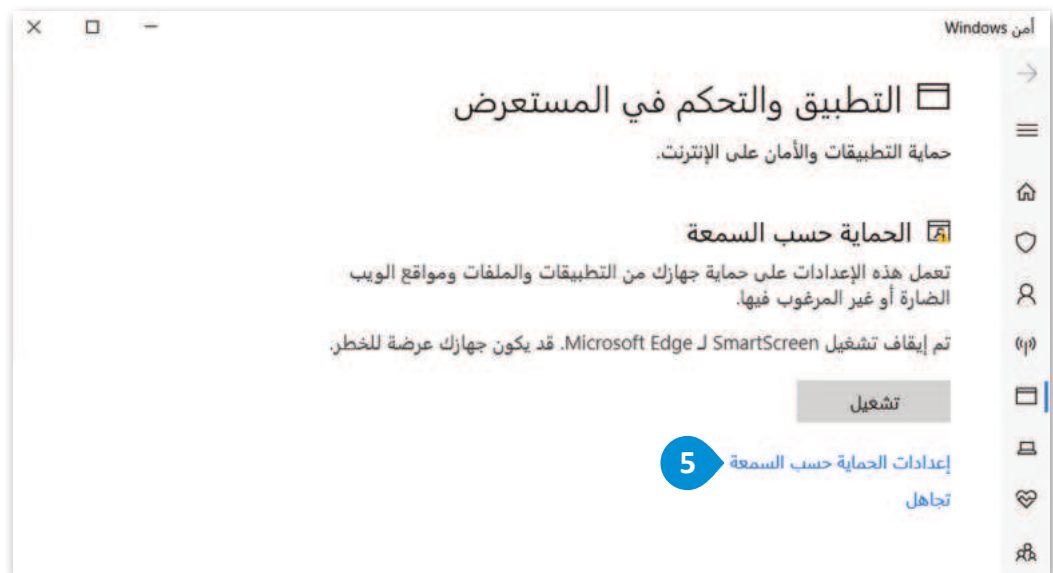 أمن Windows
التطبيق والتحكم في المستعرض
حماية التطبيقات والأمان على الإنترنت.
الحماية حسب السمعة
تعمل هذه الإعدادات على حماية جهازك من التطبيقات والملفات ومواقع الويب
الضارة أو غير المرغوب فيها.
تم إيقاف تشغيل SmartScreen لـ Microsoft Edge. قد يكون جهازك عرضة للخطر.
تشغيل
إعدادات الحماية حسب السمعة 5
تجاهل